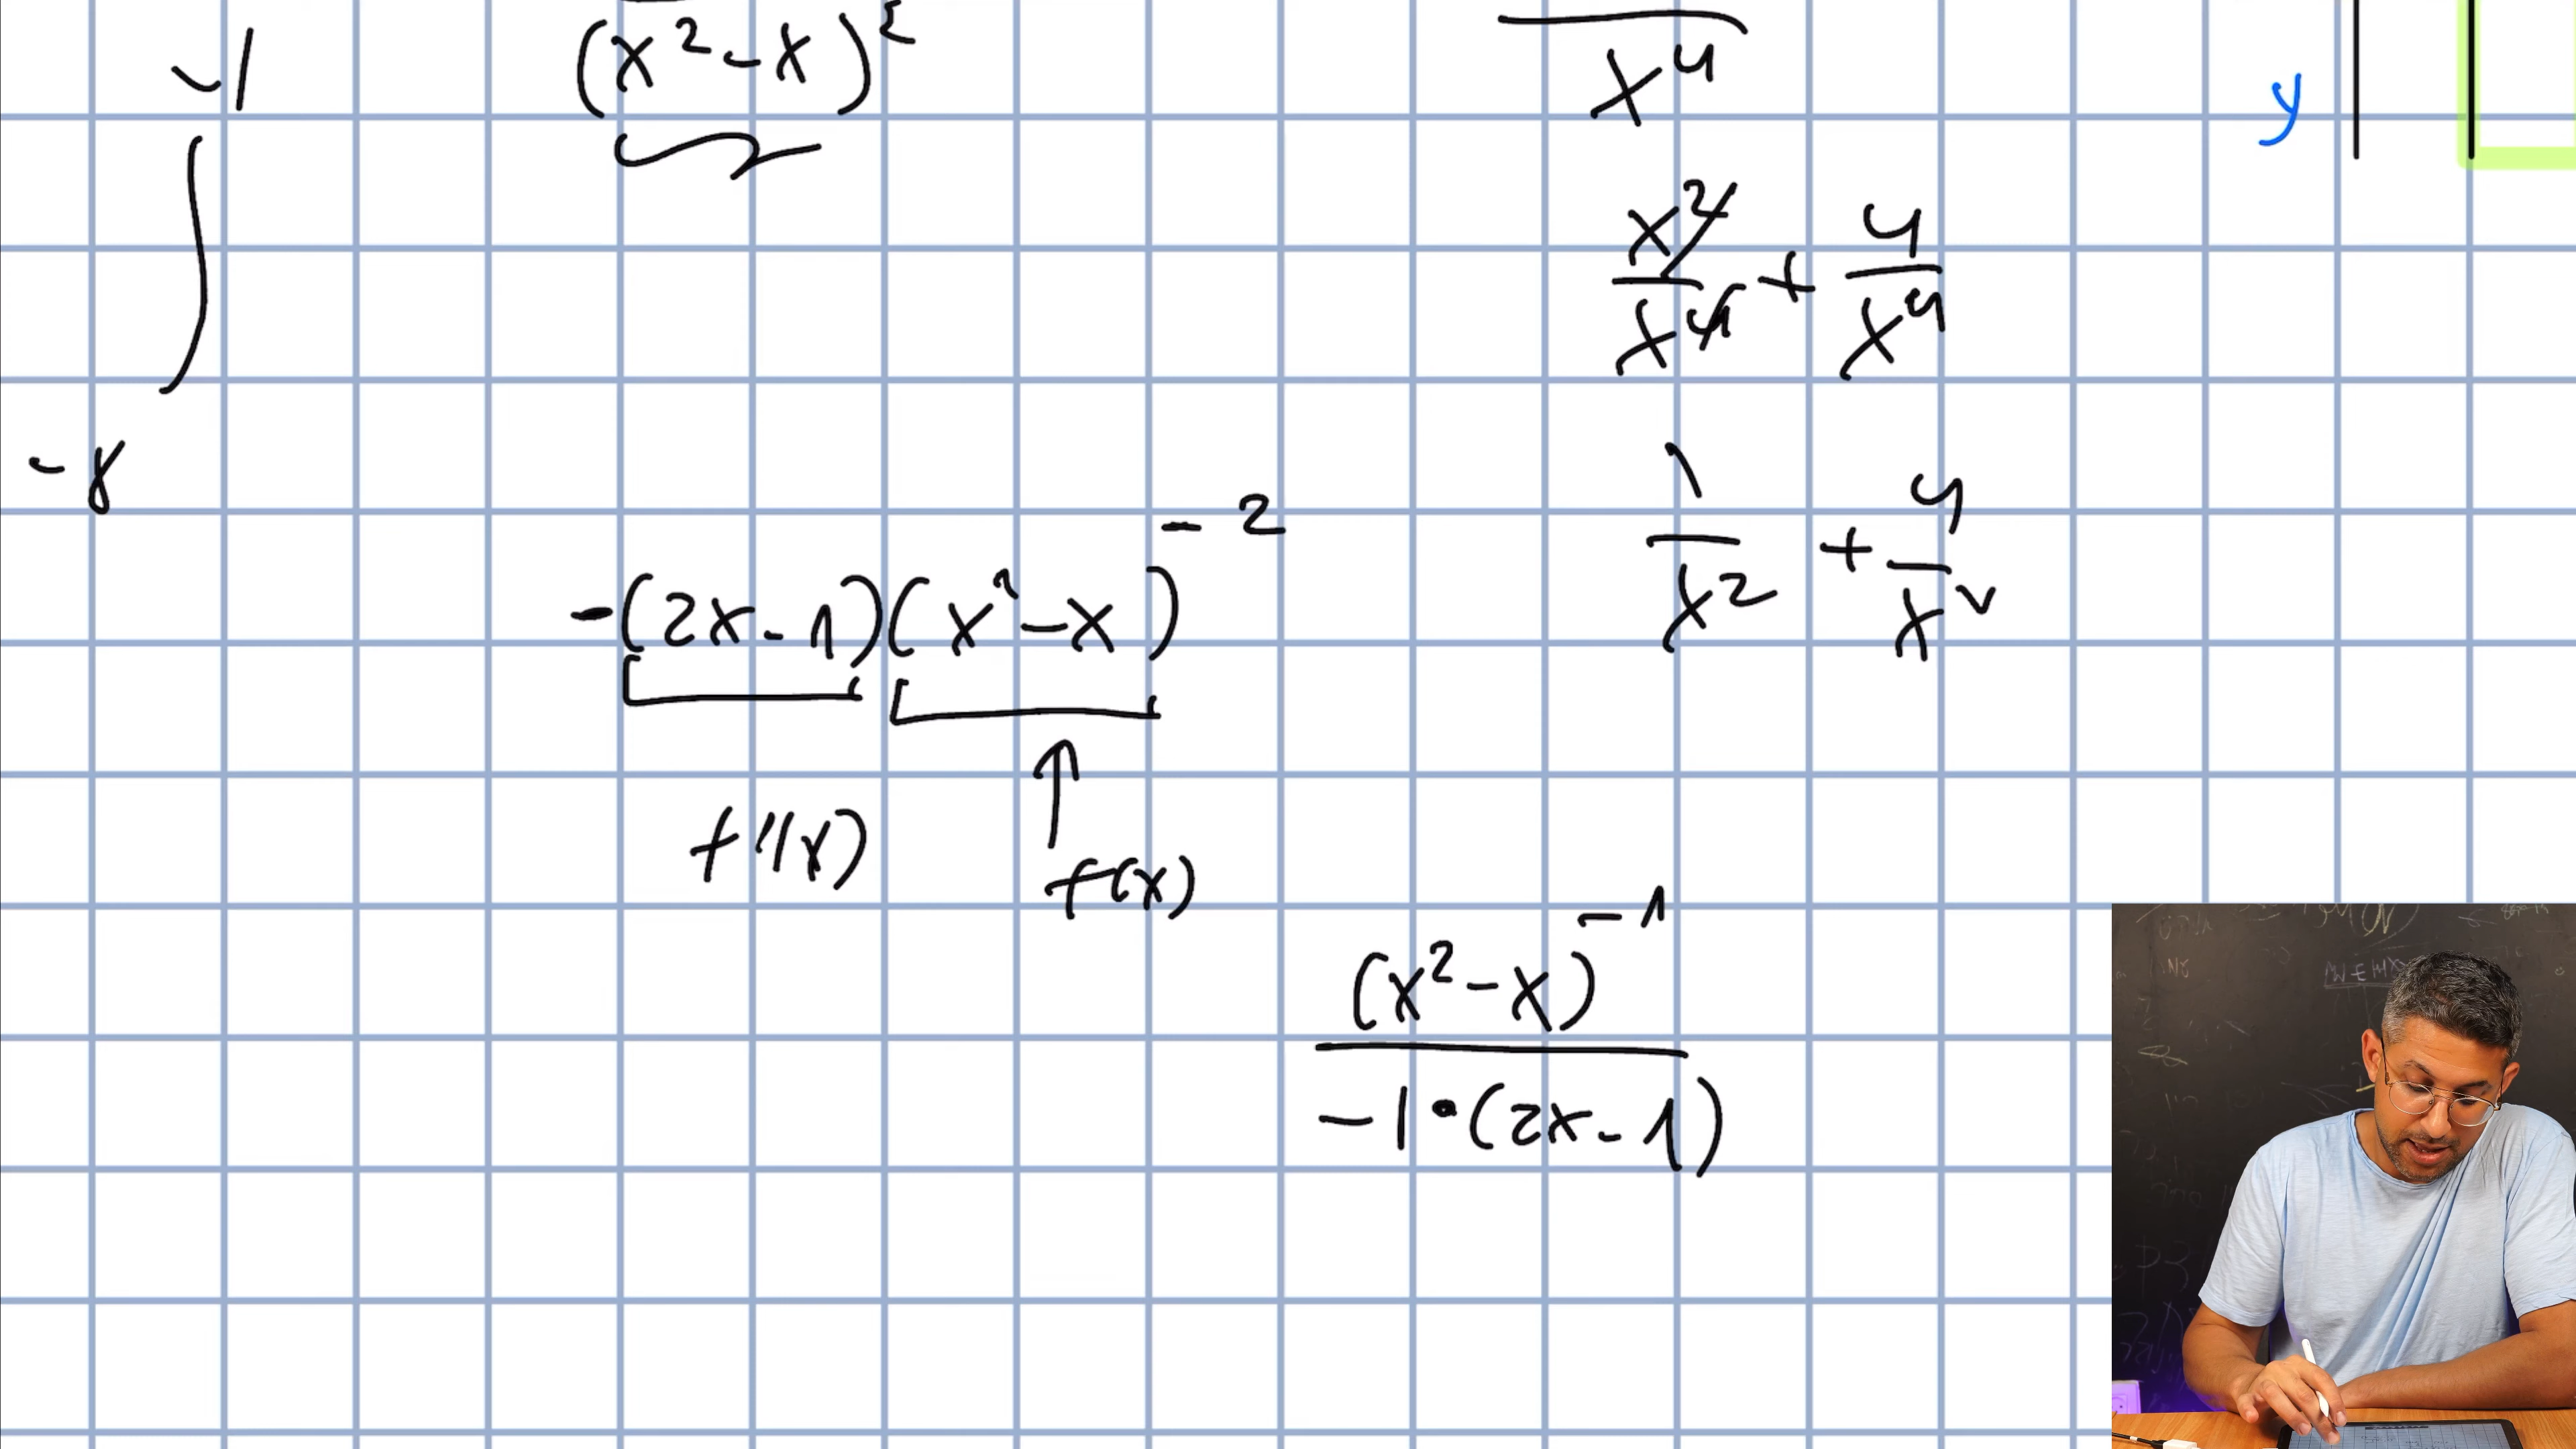 -1
(x² - x)²
x⁴
y
x²/x⁴ + 4/x⁴
∫
-8
1/x² + 4/x⁴
-(2x - 1)(x² - x)⁻²
f'(x)
f(x)
(x² - x)⁻¹
-1 · (2x - 1)